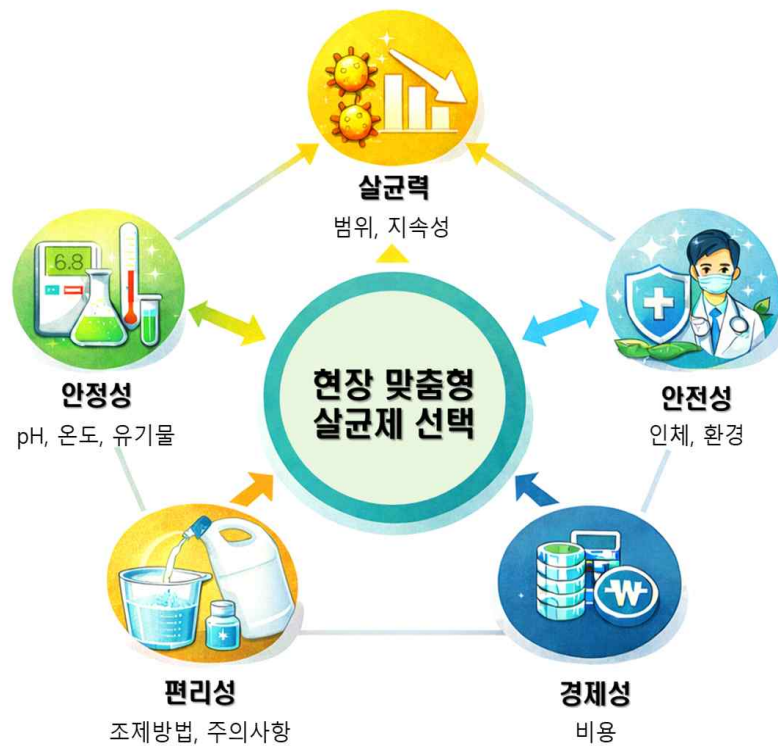 살균력
범위, 지속성
6.8
안정성
pH, 온도, 유기물
현장 맞춤형
살균제 선택
안전성
인체, 환경
편리성
조제방법, 주의사항
₩
경제성
비용